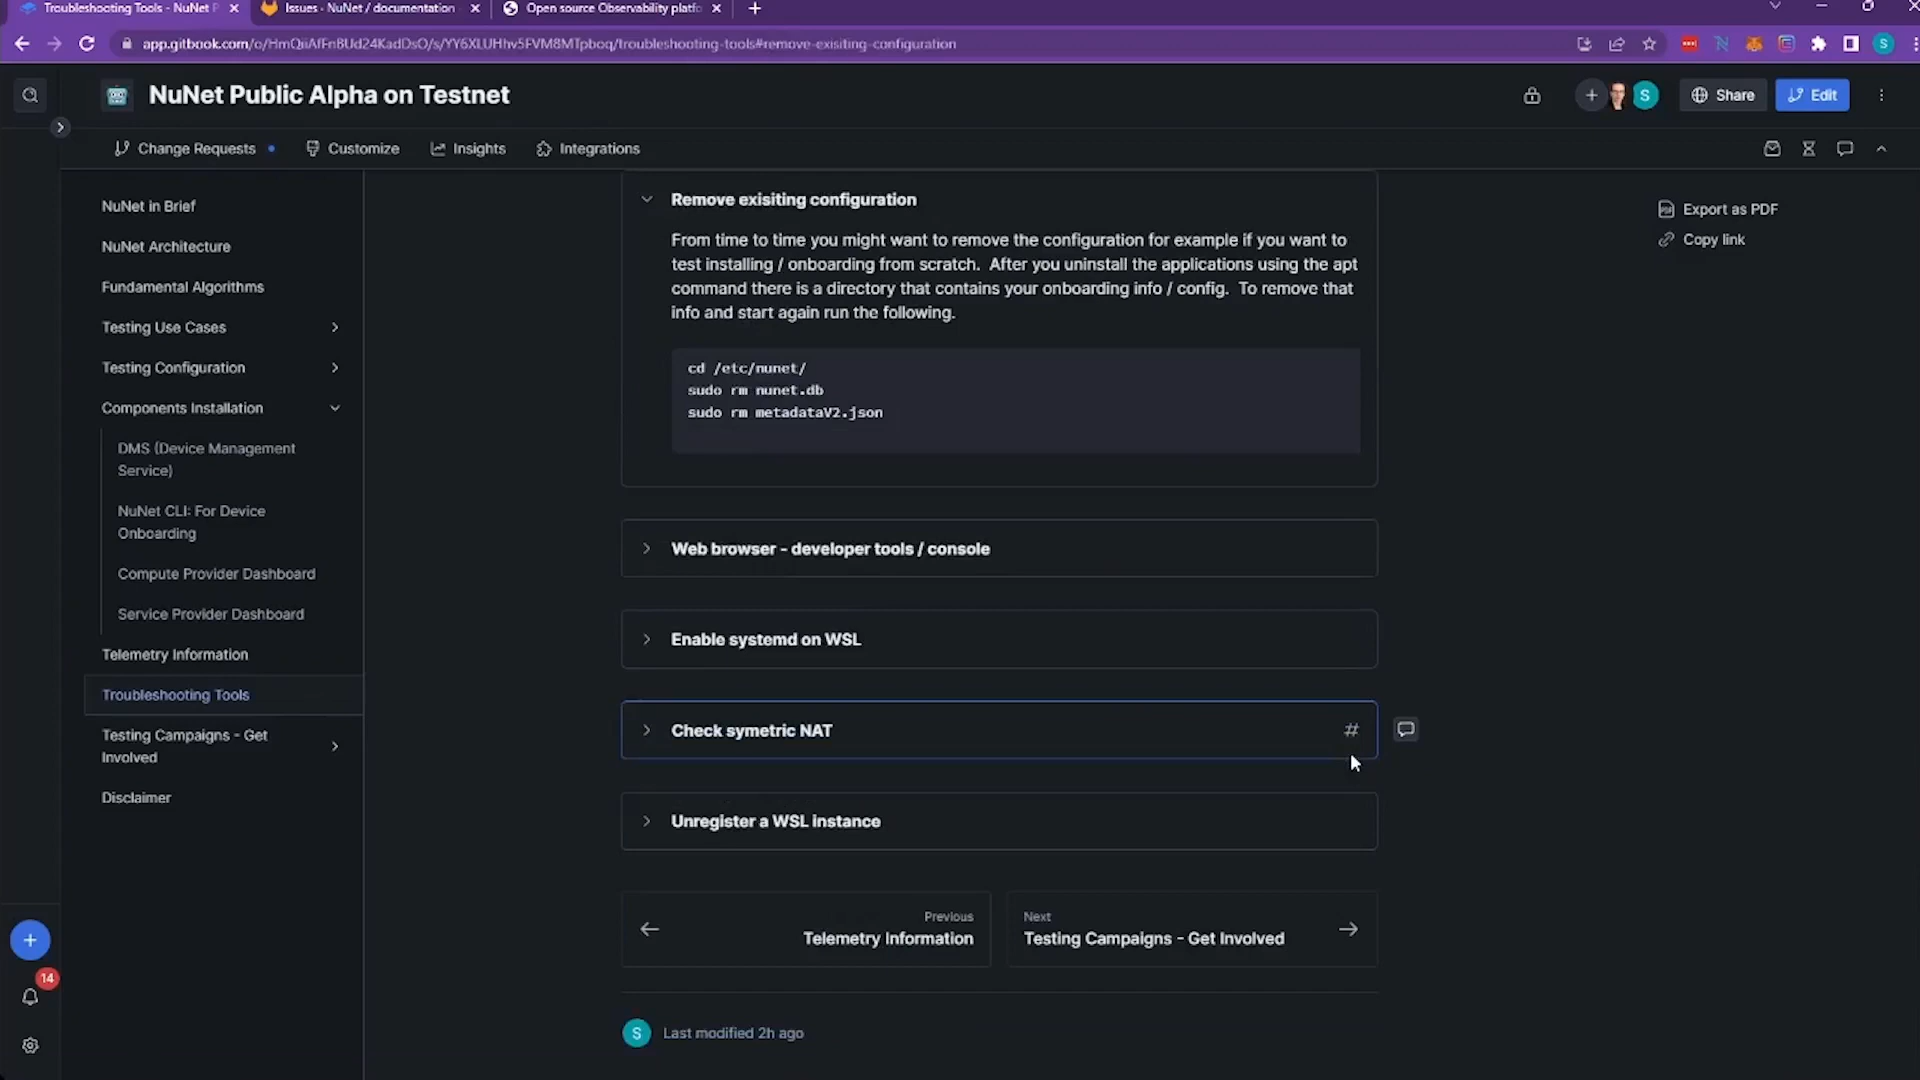 Troubleshooting Tools - NuNet P
Issues · NuNet / documentation
Open source Observability platfo
app.gitbook.com/o/HmQiiAfFnBUd24KadDsO/s/YY6XLUHhv5FVM8MTpboq/troubleshooting-tools#remove-exisiting-configuration
S
NuNet Public Alpha on Testnet
S
Share
Edit
Change Requests
Customize
Insights
Integrations
NuNet in Brief
NuNet Architecture
Fundamental Algorithms
Testing Use Cases
Testing Configuration
Components Installation
DMS (Device Management
Service)
NuNet CLI: For Device
Onboarding
Compute Provider Dashboard
Service Provider Dashboard
Telemetry Information
Troubleshooting Tools
Testing Campaigns - Get
Involved
Disclaimer
14
Remove exisiting configuration
From time to time you might want to remove the configuration for example if you want to
test installing / onboarding from scratch. After you uninstall the applications using the apt
command there is a directory that contains your onboarding info / config. To remove that
info and start again run the following.
cd /etc/nunet/
sudo rm nunet.db
sudo rm metadataV2.json
Web browser - developer tools / console
Enable systemd on WSL
Check symetric NAT
#
Unregister a WSL instance
Previous
Telemetry Information
Next
Testing Campaigns - Get Involved
S
Last modified 2h ago
Export as PDF
Copy link